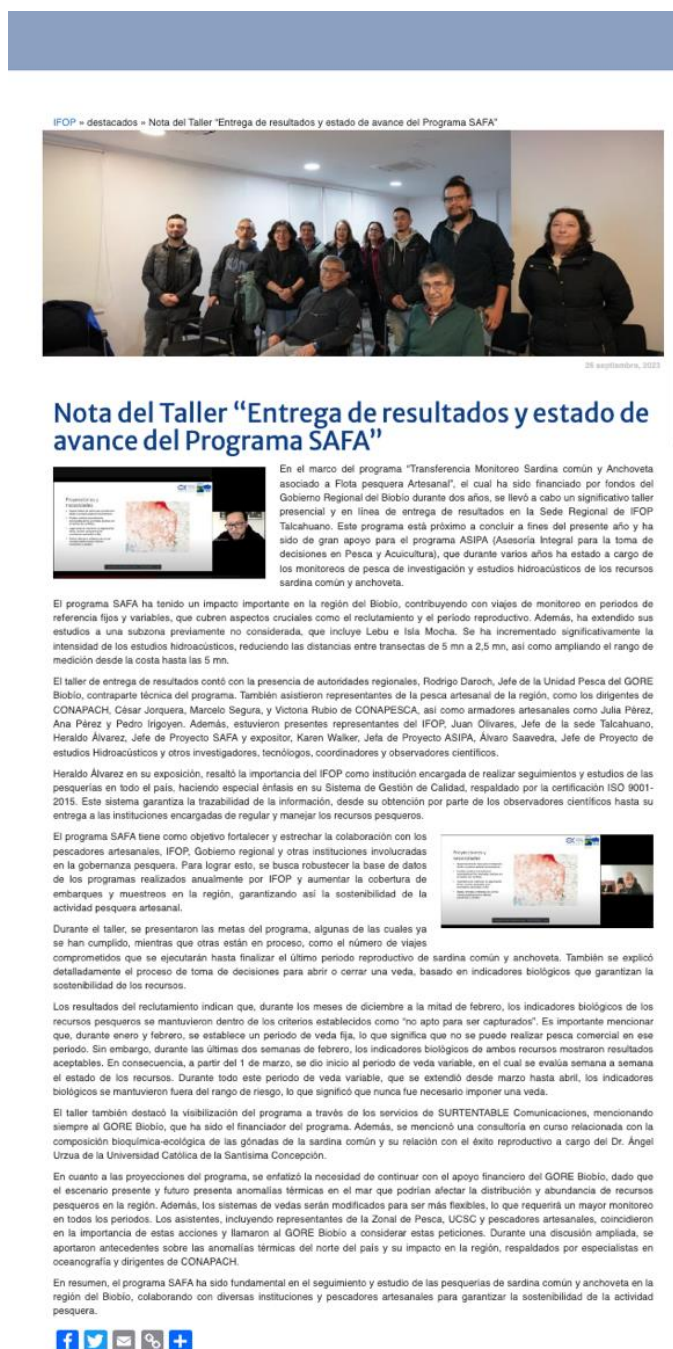 IFOP » destacados » Nota del Taller "Entrega de resultados y estado de avance del Programa SAFA"
26 septiembre, 2023
Nota del Taller “Entrega de resultados y estado de
avance del Programa SAFA”
En el marco del programa “Transferencia Monitoreo Sardina común y Anchoveta
asociado a Flota pesquera Artesanal”, el cual ha sido financiado por fondos del
Gobierno Regional del Biobío durante dos años, se llevó a cabo un significativo taller
presencial y en línea de entrega de resultados en la Sede Regional de IFOP
Talcahuano. Este programa está próximo a concluir a fines del presente año y ha
sido de gran apoyo para el programa ASIPA (Asesoría Integral para la toma de
decisiones en Pesca y Acuicultura), que durante varios años ha estado a cargo de
los monitoreos de pesca de investigación y estudios hidroacústicos de los recursos
sardina común y anchoveta.
El programa SAFA ha tenido un impacto importante en la región del Biobío, contribuyendo con viajes de monitoreo en periodos de
referencia fijos y variables, que cubren aspectos cruciales como el reclutamiento y el período reproductivo. Además, ha extendido sus
estudios a una subzona previamente no considerada, que incluye Lebu e Isla Mocha. Se ha incrementado significativamente la
intensidad de los estudios hidroacústicos, reduciendo las distancias entre transectas de 5 mn a 2,5 mn, así como ampliando el rango de
medición desde la costa hasta las 5 mn.
El taller de entrega de resultados contó con la presencia de autoridades regionales, Rodrigo Daroch, Jefe de la Unidad Pesca del GORE
Biobío, contraparte técnica del programa. También asistieron representantes de la pesca artesanal de la región, como los dirigentes de
CONAPACH, César Jorquera, Marcelo Segura, y Victoria Rubio de CONAPESCA, así como armadores artesanales como Julia Pérez,
Ana Pérez y Pedro Irigoyen. Además, estuvieron presentes representantes del IFOP, Juan Olivares, Jefe de la sede Talcahuano,
Heraldo Álvarez, Jefe de Proyecto SAFA y expositor, Karen Walker, Jefa de Proyecto ASIPA, Álvaro Saavedra, Jefe de Proyecto de
estudios Hidroacústicos y otros investigadores, tecnólogos, coordinadores y observadores científicos.
Heraldo Álvarez en su exposición, resaltó la importancia del IFOP como institución encargada de realizar seguimientos y estudios de las
pesquerías en todo el país, haciendo especial énfasis en su Sistema de Gestión de Calidad, respaldado por la certificación ISO 9001-
2015. Este sistema garantiza la trazabilidad de la información, desde su obtención por parte de los observadores científicos hasta su
entrega a las instituciones encargadas de regular y manejar los recursos pesqueros.
El programa SAFA tiene como objetivo fortalecer y estrechar la colaboración con los
pescadores artesanales, IFOP, Gobierno regional y otras instituciones involucradas
en la gobernanza pesquera. Para lograr esto, se busca robustecer la base de datos
de los programas realizados anualmente por IFOP y aumentar la cobertura de
embarques y muestreos en la región, garantizando así la sostenibilidad de la
actividad pesquera artesanal.
Durante el taller, se presentaron las metas del programa, algunas de las cuales ya
se han cumplido, mientras que otras están en proceso, como el número de viajes
comprometidos que se ejecutarán hasta finalizar el último periodo reproductivo de sardina común y anchoveta. También se explicó
detalladamente el proceso de toma de decisiones para abrir o cerrar una veda, basado en indicadores biológicos que garantizan la
sostenibilidad de los recursos.
Los resultados del reclutamiento indican que, durante los meses de diciembre a la mitad de febrero, los indicadores biológicos de los
recursos pesqueros se mantuvieron dentro de los criterios establecidos como “no apto para ser capturados”. Es importante mencionar
que, durante enero y febrero, se establece un periodo de veda fija, lo que significa que no se puede realizar pesca comercial en ese
periodo. Sin embargo, durante las últimas dos semanas de febrero, los indicadores biológicos de ambos recursos mostraron resultados
aceptables. En consecuencia, a partir del 1 de marzo, se dio inicio al periodo de veda variable, en el cual se evalúa semana a semana
el estado de los recursos. Durante todo este periodo de veda variable, que se extendió desde marzo hasta abril, los indicadores
biológicos se mantuvieron fuera del rango de riesgo, lo que significó que nunca fue necesario imponer una veda.
El taller también destacó la visibilización del programa a través de los servicios de SURTENTABLE Comunicaciones, mencionando
siempre al GORE Biobío, que ha sido el financiador del programa. Además, se mencionó una consultoría en curso relacionada con la
composición bioquímica-ecológica de las gónadas de la sardina común y su relación con el éxito reproductivo a cargo del Dr. Ángel
Urzua de la Universidad Católica de la Santísima Concepción.
En cuanto a las proyecciones del programa, se enfatizó la necesidad de continuar con el apoyo financiero del GORE Biobío, dado que
el escenario presente y futuro presenta anomalías térmicas en el mar que podrían afectar la distribución y abundancia de recursos
pesqueros en la región. Además, los sistemas de vedas serán modificados para ser más flexibles, lo que requerirá un mayor monitoreo
en todos los periodos. Los asistentes, incluyendo representantes de la Zonal de Pesca, UCSC y pescadores artesanales, coincidieron
en la importancia de estas acciones y llamaron al GORE Biobío a considerar estas peticiones. Durante una discusión ampliada, se
aportaron antecedentes sobre las anomalías térmicas del norte del país y su impacto en la región, respaldados por especialistas en
oceanografía y dirigentes de CONAPACH.
En resumen, el programa SAFA ha sido fundamental en el seguimiento y estudio de las pesquerías de sardina común y anchoveta en la
región del Biobío, colaborando con diversas instituciones y pescadores artesanales para garantizar la sostenibilidad de la actividad
pesquera.